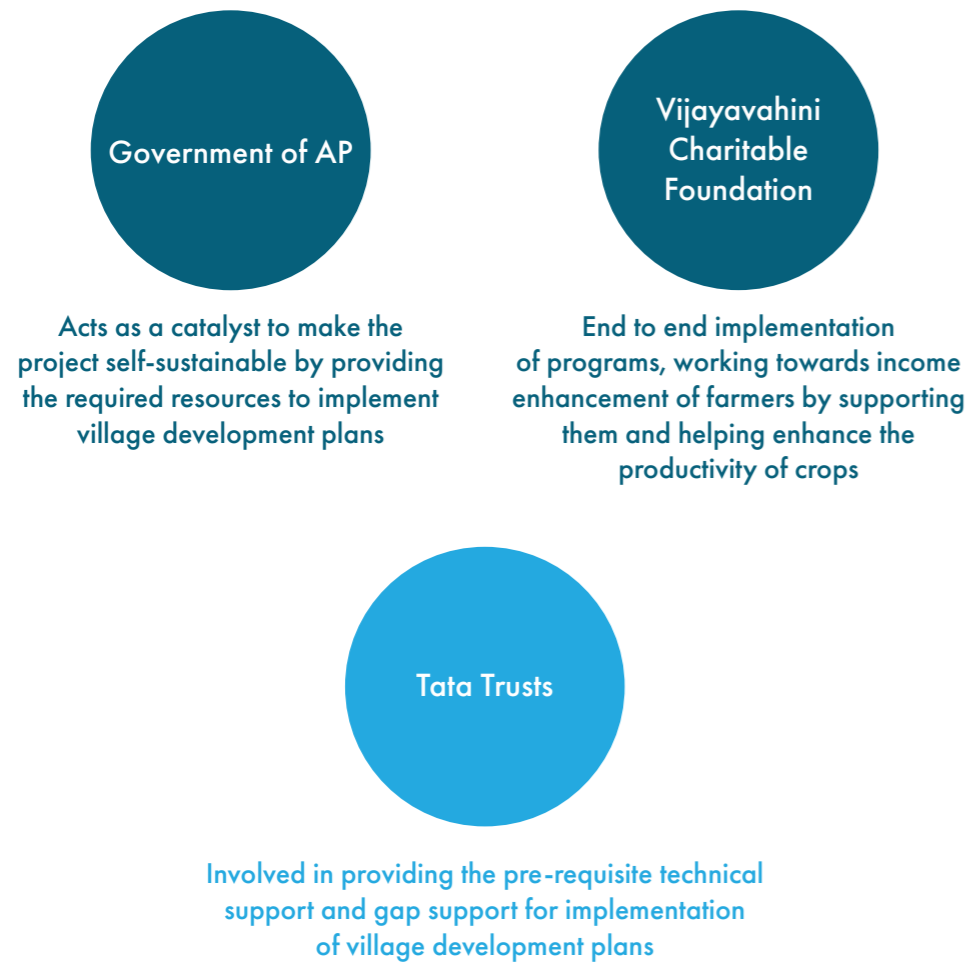 Government of AP
Acts as a catalyst to make the
project self-sustainable by providing
the required resources to implement
village development plans
Vijayavahini
Charitable
Foundation
End to end implementation
of programs, working towards income
enhancement of farmers by supporting
them and helping enhance the
productivity of crops
Tata Trusts
Involved in providing the pre-requisite technical
support and gap support for implementation
of village development plans